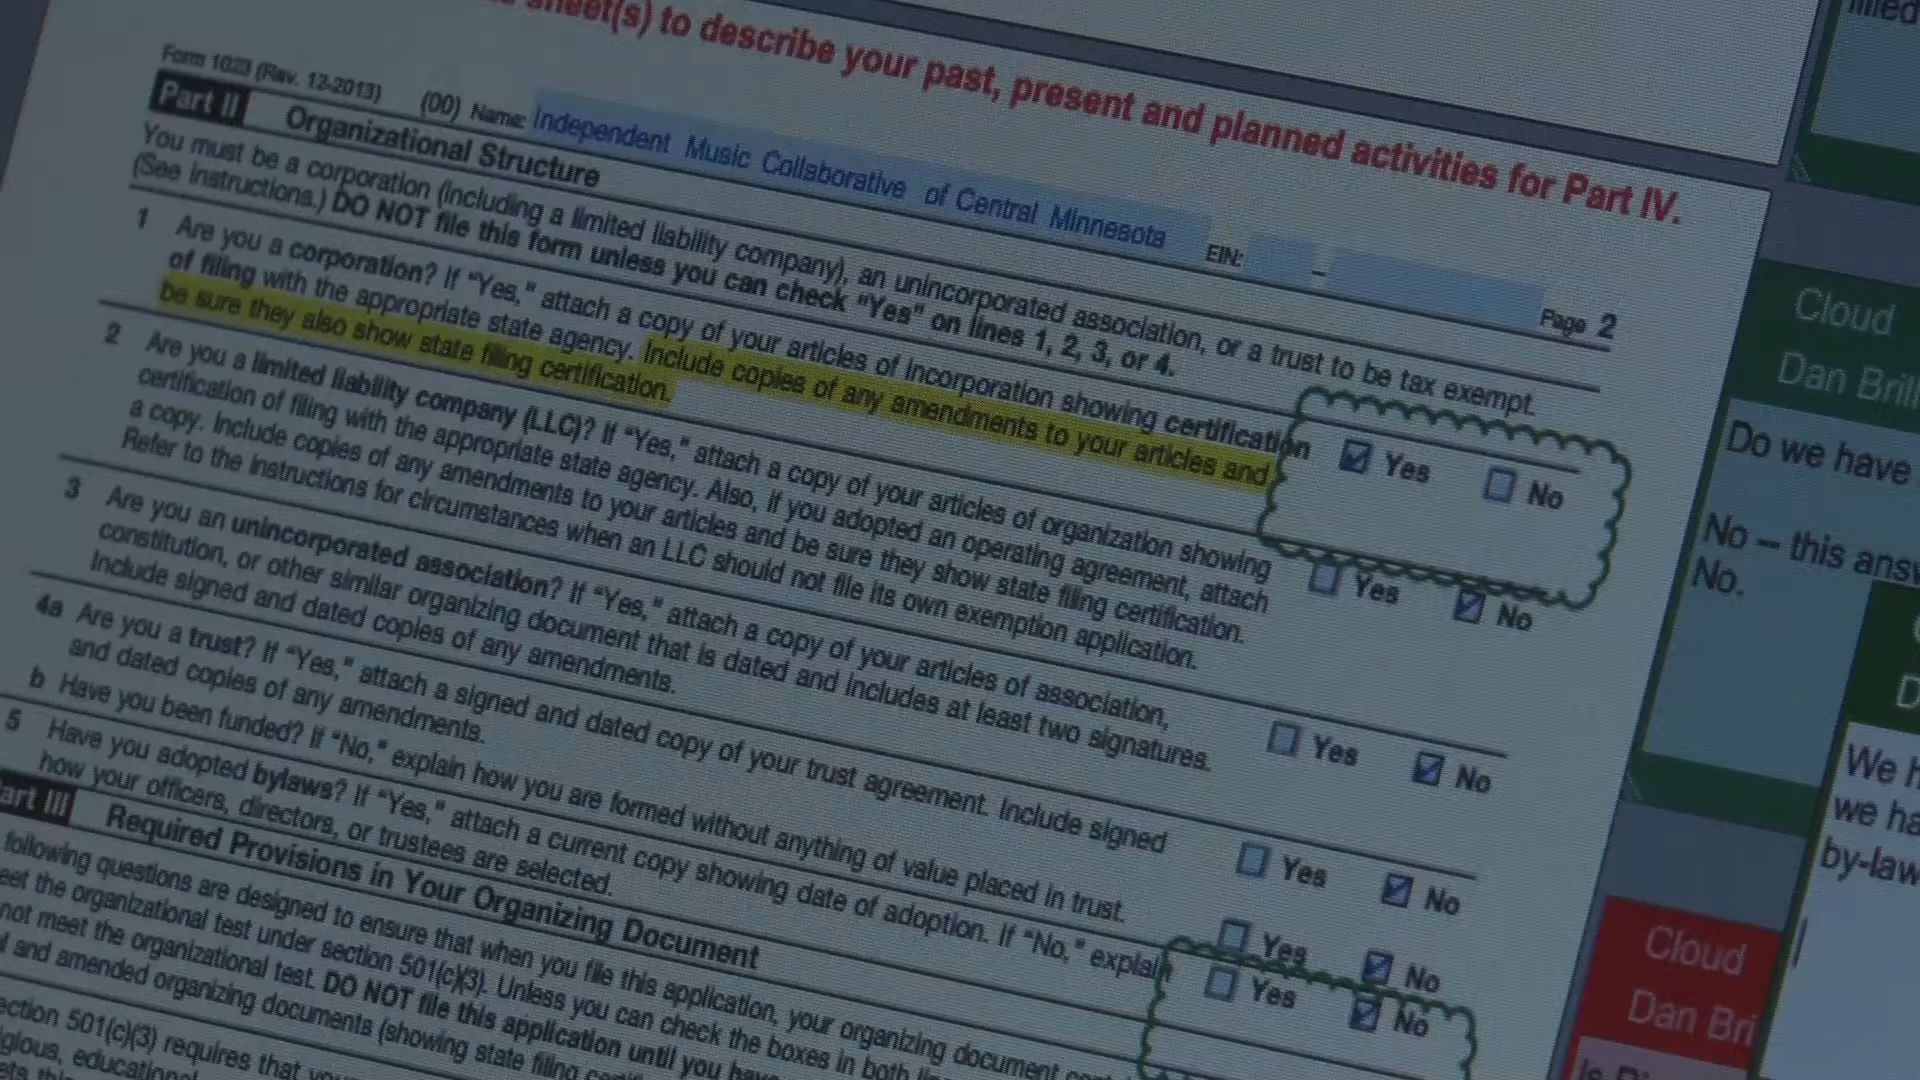 sheet(s) to describe your past, present and planned activities for Part IV.
Form 1023 (Rev. 12-2013) (00) Name: Independent Music Collaborative of Central Minnesota EIN: – Page 2
Part II Organizational Structure
You must be a corporation (including a limited liability company), an unincorporated association, or a trust to be tax exempt.
(See instructions.) DO NOT file this form unless you can check "Yes" on lines 1, 2, 3, or 4.
1 Are you a corporation? If "Yes," attach a copy of your articles of incorporation showing certification
of filing with the appropriate state agency. Include copies of any amendments to your articles and
be sure they also show state filing certification.
Yes No
2 Are you a limited liability company (LLC)? If "Yes," attach a copy of your articles of organization showing
certification of filing with the appropriate state agency. Also, if you adopted an operating agreement, attach
a copy. Include copies of any amendments to your articles and be sure they show state filing certification.
Refer to the instructions for circumstances when an LLC should not file its own exemption application.
Yes No
3 Are you an unincorporated association? If "Yes," attach a copy of your articles of association,
constitution, or other similar organizing document that is dated and includes at least two signatures.
Include signed and dated copies of any amendments.
Yes No
4a Are you a trust? If "Yes," attach a signed and dated copy of your trust agreement. Include signed
and dated copies of any amendments.
Yes No
b Have you been funded? If "No," explain how you are formed without anything of value placed in trust.
Yes No
5 Have you adopted bylaws? If "Yes," attach a current copy showing date of adoption. If "No," explain
how your officers, directors, or trustees are selected.
Yes No
Part III Required Provisions in Your Organizing Document
following questions are designed to ensure that when you file this application, your organizing document
the organizational test under section 501(c)(3). Unless you can check the boxes in both
not meet the organizational test. DO NOT file this application until you have
and amended organizing documents (showing state filing
501(c)(3) requires that
Cloud
Dan Brill
Do we have
No -- this
No.
We
we
by-law
Cloud
Dan Bri